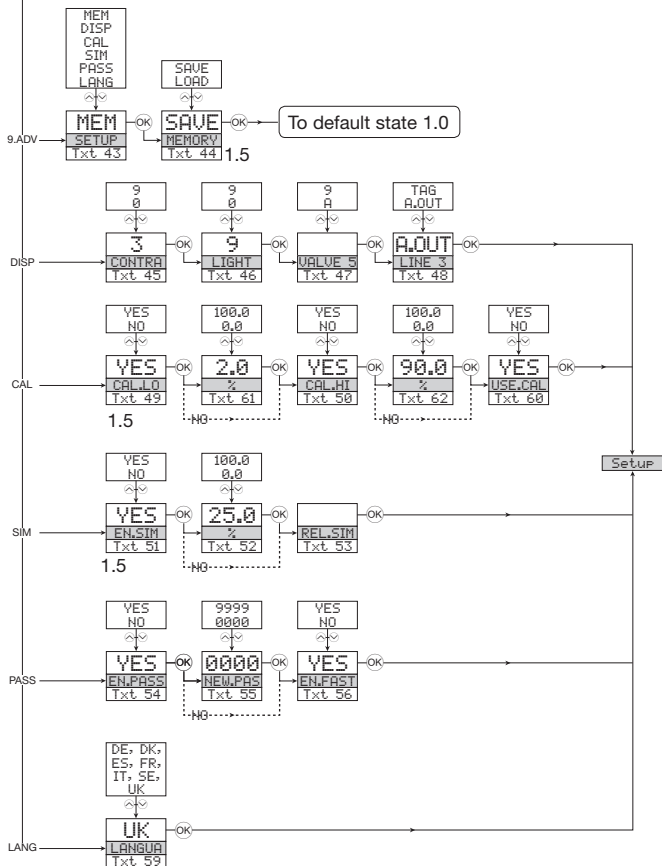 MEM
DISP
CAL
SIM
PASS
LANG
SAVE
LOAD
9.ADV
MEM
OK
SAVE
OK
To default state 1.0
SETUP
MEMORY
Txt 43
Txt 44
1.5
9
0
9
0
9
A
TAG
A.OUT
DISP
3
OK
9
OK
OK
A.OUT
OK
CONTRA
LIGHT
VALVE 5
LINE 3
Txt 45
Txt 46
Txt 47
Txt 48
YES
NO
100.0
0.0
YES
NO
100.0
0.0
YES
NO
CAL
YES
OK
2.0
OK
YES
OK
90.0
OK
YES
OK
CAL.LO
%
CAL.HI
%
USE.CAL
Txt 49
Txt 61
Txt 50
Txt 62
Txt 60
1.5
NO
NO
Setup
YES
NO
100.0
0.0
SIM
YES
OK
25.0
OK
OK
EN.SIM
%
REL.SIM
Txt 51
Txt 52
Txt 53
1.5
NO
YES
NO
9999
0000
YES
NO
PASS
YES
OK
0000
OK
YES
OK
EN.PASS
NEW.PAS
EN.FAST
Txt 54
Txt 55
Txt 56
NO
DE, DK,
ES, FR,
IT, SE,
UK
LANG
UK
OK
LANGUA
Txt 59